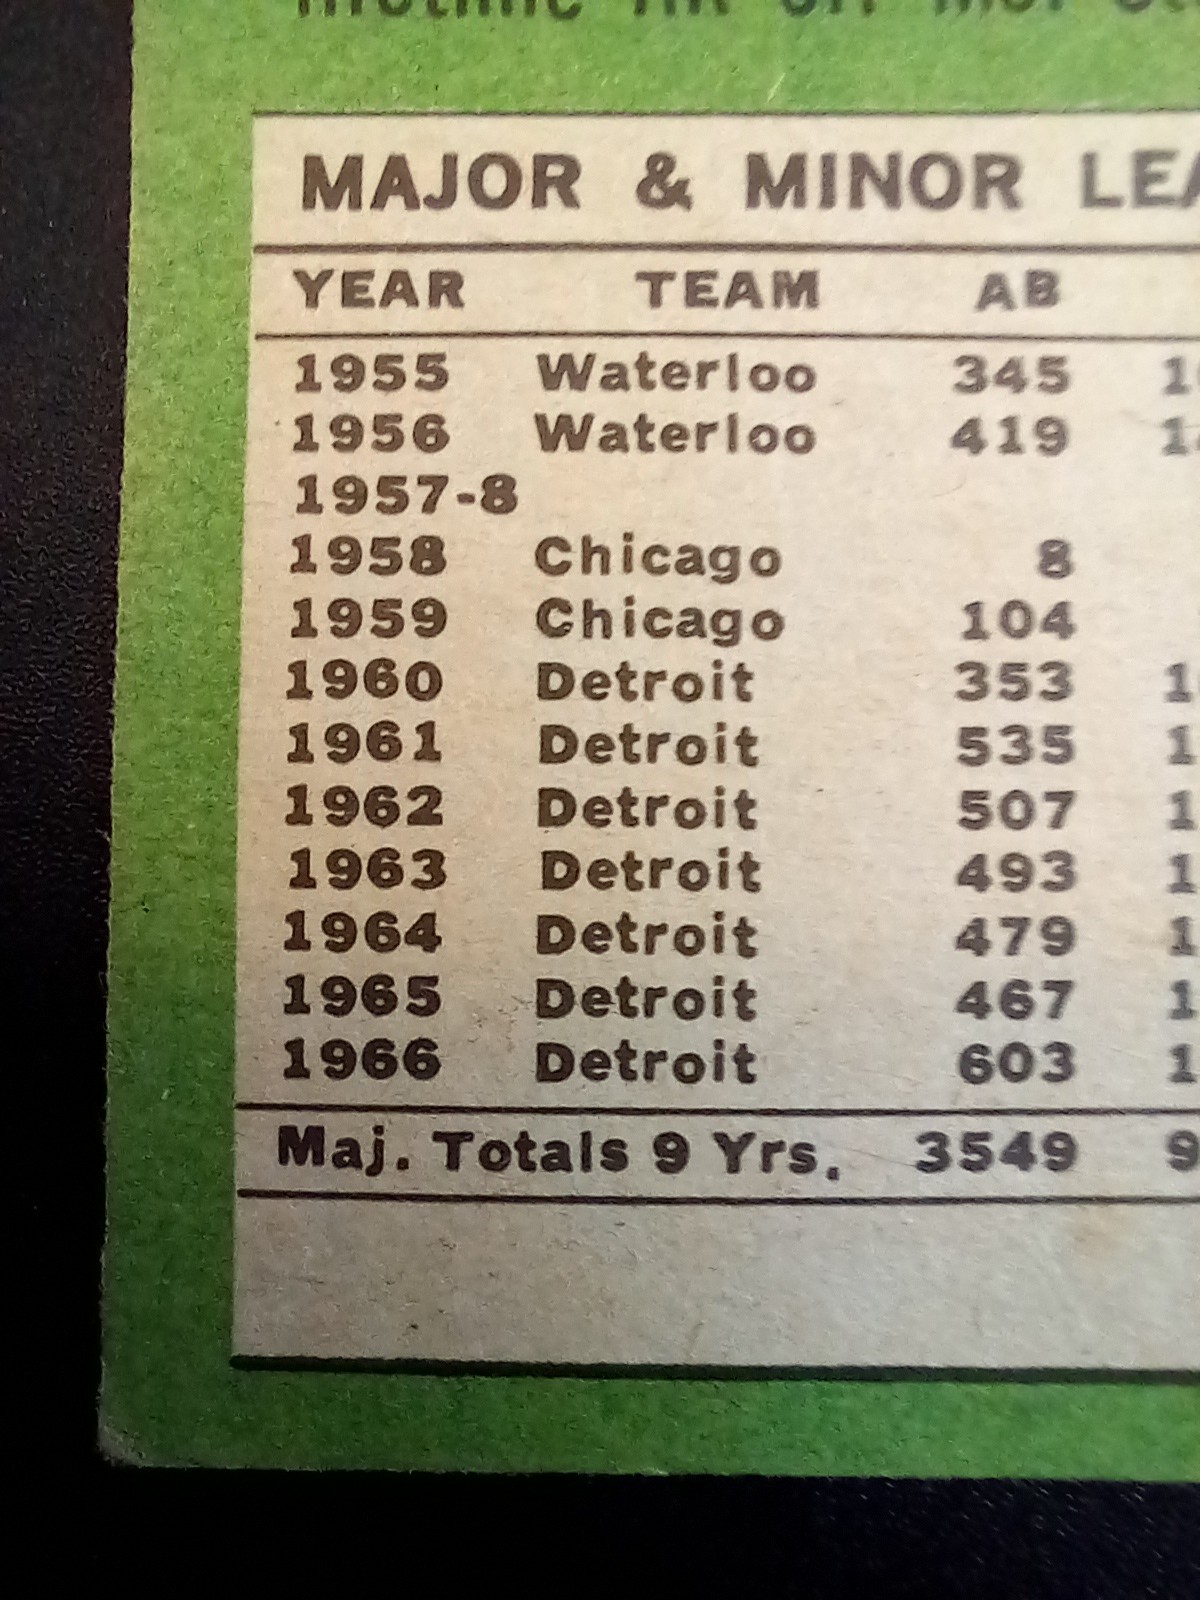 MAJOR & MINOR LEA
YEAR TEAM AB
1955 Waterloo 345
1956 Waterloo 419
1957-8
1958 Chicago 8
1959 Chicago 104
1960 Detroit 353
1961 Detroit 535
1962 Detroit 507
1963 Detroit 493
1964 Detroit 479
1965 Detroit 467
1966 Detroit 603
Maj. Totals 9 Yrs. 3549